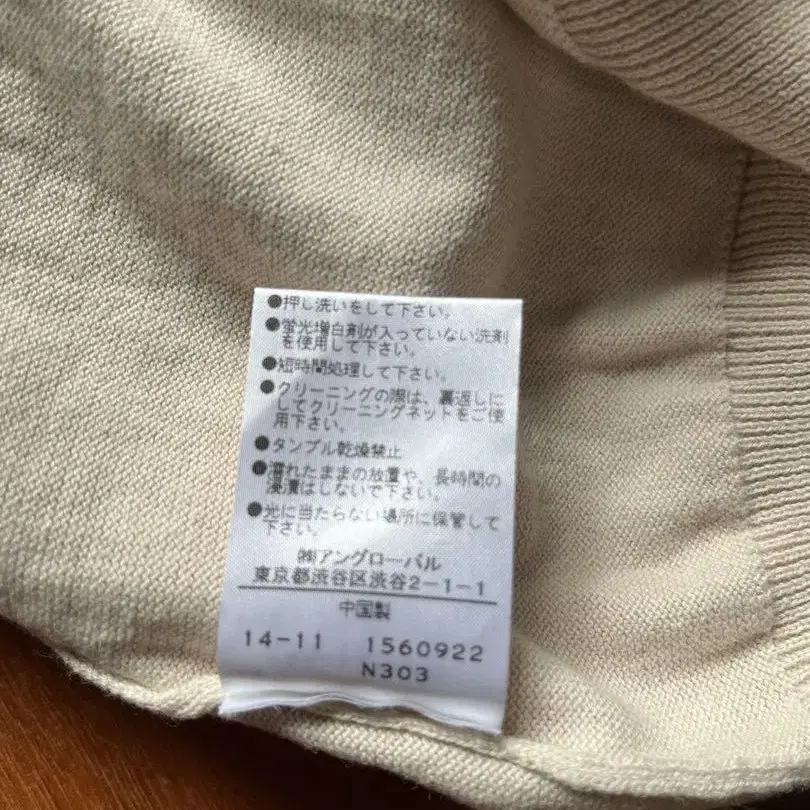 ●押し洗いをして下さい。
●蛍光増白剤が入っていない洗剤
を使用して下さい。
●短時間処理して下さい。
●クリーニングの際は、裏返しに
してクリーニングネットをご使
用下さい。
●タンブル乾燥禁止
●濡れたままの放置や、長時間の
浸漬はしないで下さい。
●光に当たらない場所に保管して
下さい。
㈱アングローバル
東京都渋谷区渋谷2-1-1
中国製
14-11 1560922
N303